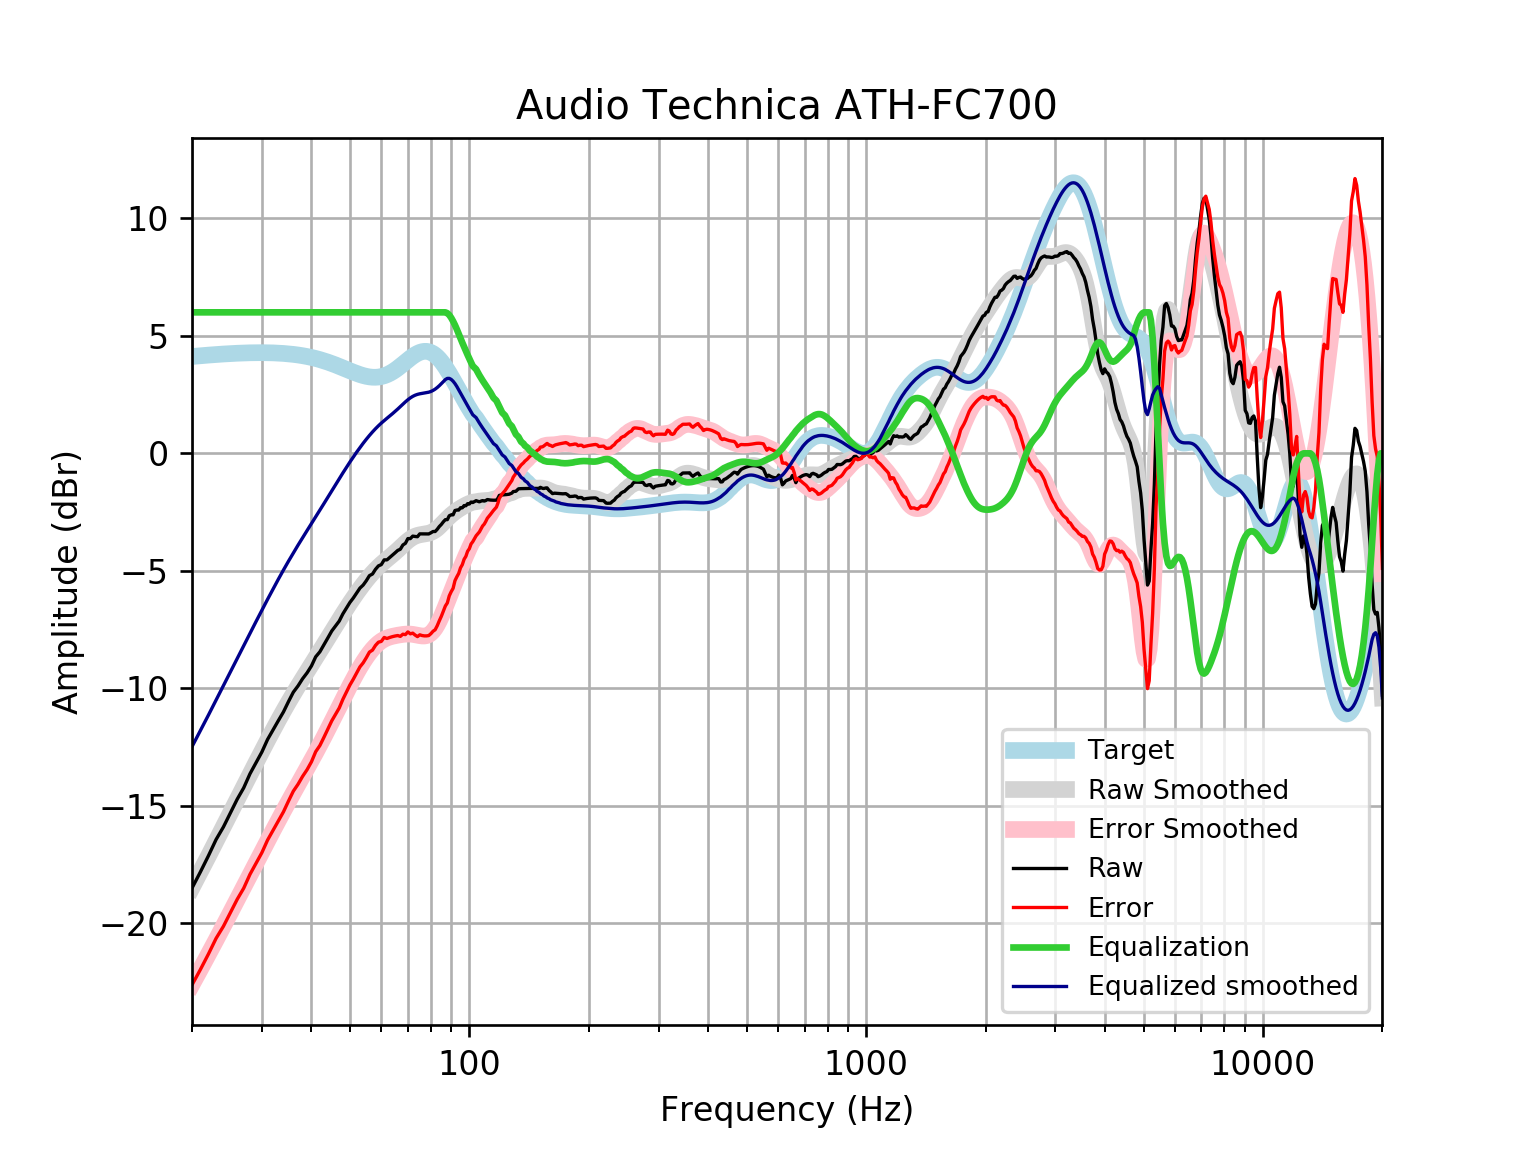 Audio Technica ATH-FC700
10
5
0
−5
−10
−15
−20
Amplitude (dBr)
Target
Raw Smoothed
Error Smoothed
Raw
Error
Equalization
Equalized smoothed
100
1000
10000
Frequency (Hz)